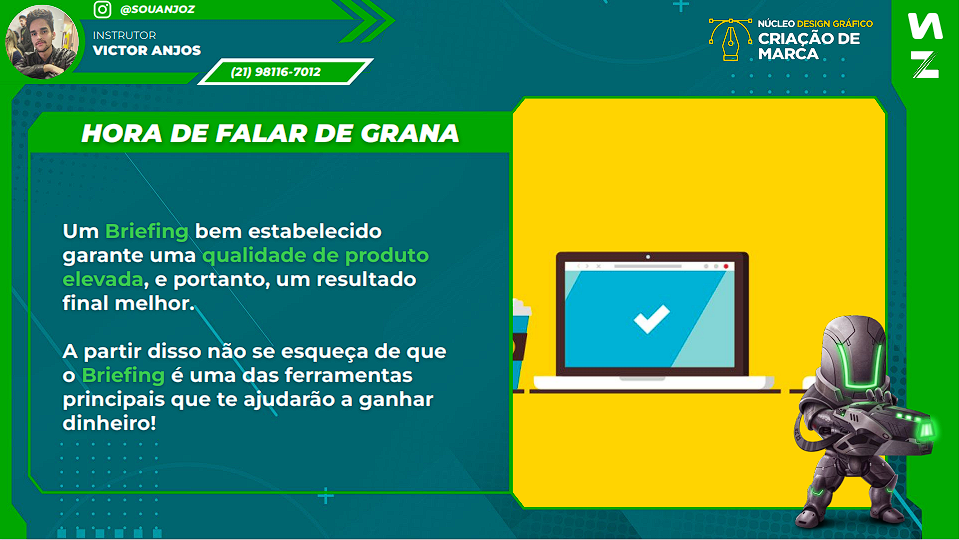 @SOUANJOZ
INSTRUTOR
VICTOR ANJOS
(21) 98116-7012
NÚCLEO DESIGN GRÁFICO
CRIAÇÃO DE
MARCA
HORA DE FALAR DE GRANA
Um Briefing bem estabelecido
garante uma qualidade de produto
elevada, e portanto, um resultado
final melhor.
A partir disso não se esqueça de que
o Briefing é uma das ferramentas
principais que te ajudarão a ganhar
dinheiro!